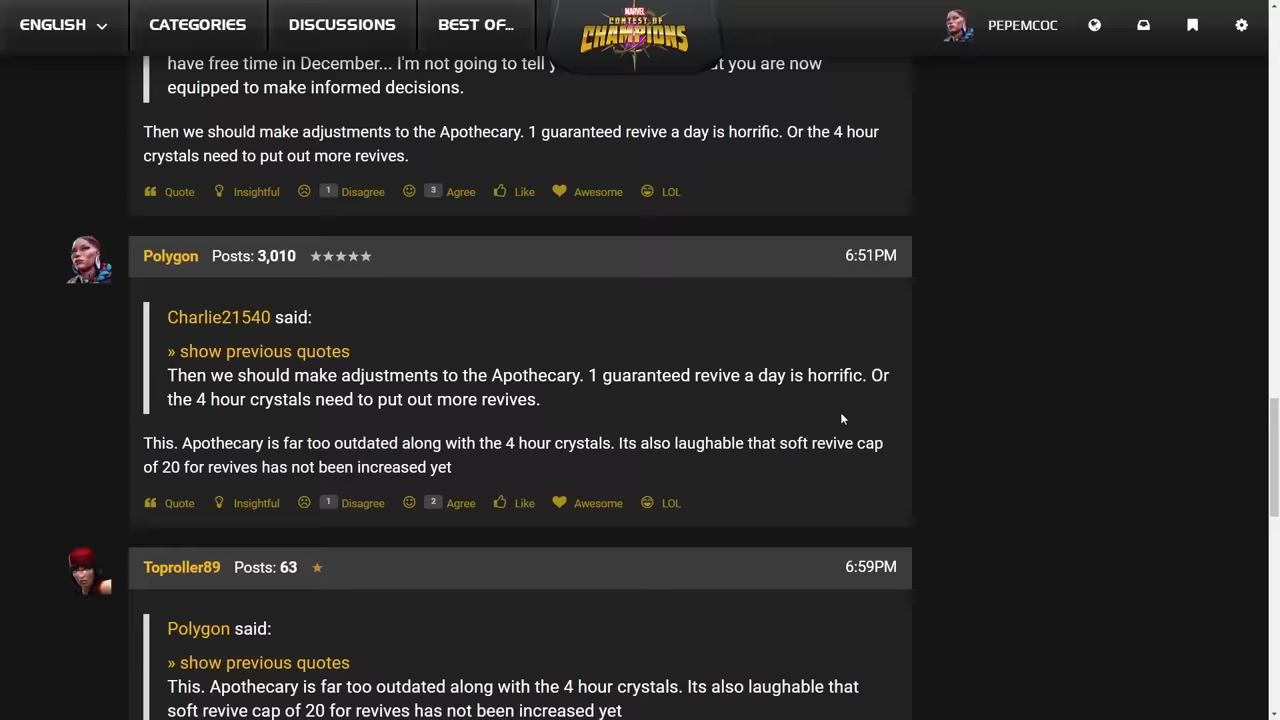 ENGLISH CATEGORIES DISCUSSIONS BEST OF... MARVEL CONTEST OF CHAMPIONS PEPEMCOC
have free time in December... I'm not going to tell y at you are now
equipped to make informed decisions.
Then we should make adjustments to the Apothecary. 1 guaranteed revive a day is horrific. Or the 4 hour
crystals need to put out more revives.
Quote Insightful 1 Disagree 3 Agree Like Awesome LOL
Polygon Posts: 3,010 ★★★★★ 6:51PM
Charlie21540 said:
» show previous quotes
Then we should make adjustments to the Apothecary. 1 guaranteed revive a day is horrific. Or
the 4 hour crystals need to put out more revives.
This. Apothecary is far too outdated along with the 4 hour crystals. Its also laughable that soft revive cap
of 20 for revives has not been increased yet
Quote Insightful 1 Disagree 2 Agree Like Awesome LOL
Toproller89 Posts: 63 ★ 6:59PM
Polygon said:
» show previous quotes
This. Apothecary is far too outdated along with the 4 hour crystals. Its also laughable that
soft revive cap of 20 for revives has not been increased yet